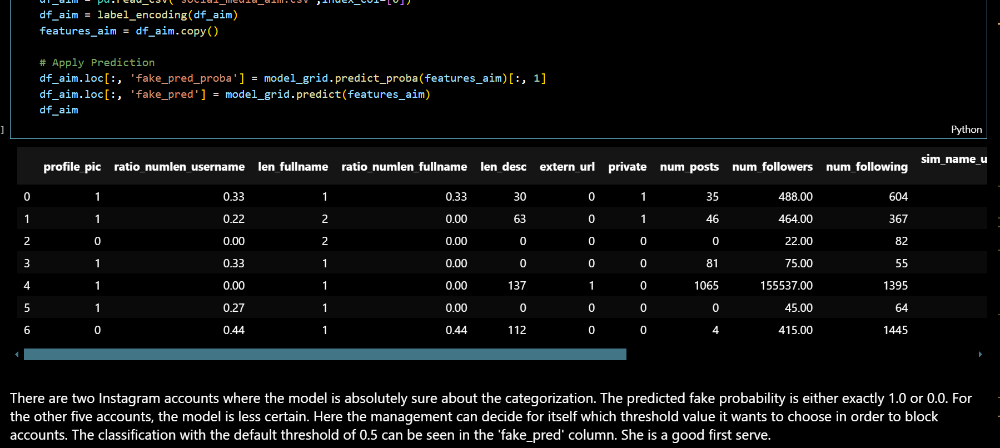 df_aim = pd.read_csv("social_media_aim.csv",index_col=[0])
df_aim = label_encoding(df_aim)
features_aim = df_aim.copy()
# Apply Prediction
df_aim.loc[:, 'fake_pred_proba'] = model_grid.predict_proba(features_aim)[:, 1]
df_aim.loc[:, 'fake_pred'] = model_grid.predict(features_aim)
df_aim
]
Python
profile_pic ratio_numlen_username len_fullname ratio_numlen_fullname len_desc extern_url private num_posts num_followers num_following sim_name_u
0 1 0.33 1 0.33 30 0 1 35 488.00 604
1 1 0.22 2 0.00 63 0 1 46 464.00 367
2 0 0.00 2 0.00 0 0 0 0 22.00 82
3 1 0.33 1 0.00 0 0 0 81 75.00 55
4 1 0.00 1 0.00 137 1 0 1065 155537.00 1395
5 1 0.27 1 0.00 0 0 0 0 45.00 64
6 0 0.44 1 0.44 112 0 0 4 415.00 1445
There are two Instagram accounts where the model is absolutely sure about the categorization. The predicted fake probability is either exactly 1.0 or 0.0. For
the other five accounts, the model is less certain. Here the management can decide for itself which threshold value it wants to choose in order to block
accounts. The classification with the default threshold of 0.5 can be seen in the 'fake_pred' column. She is a good first serve.